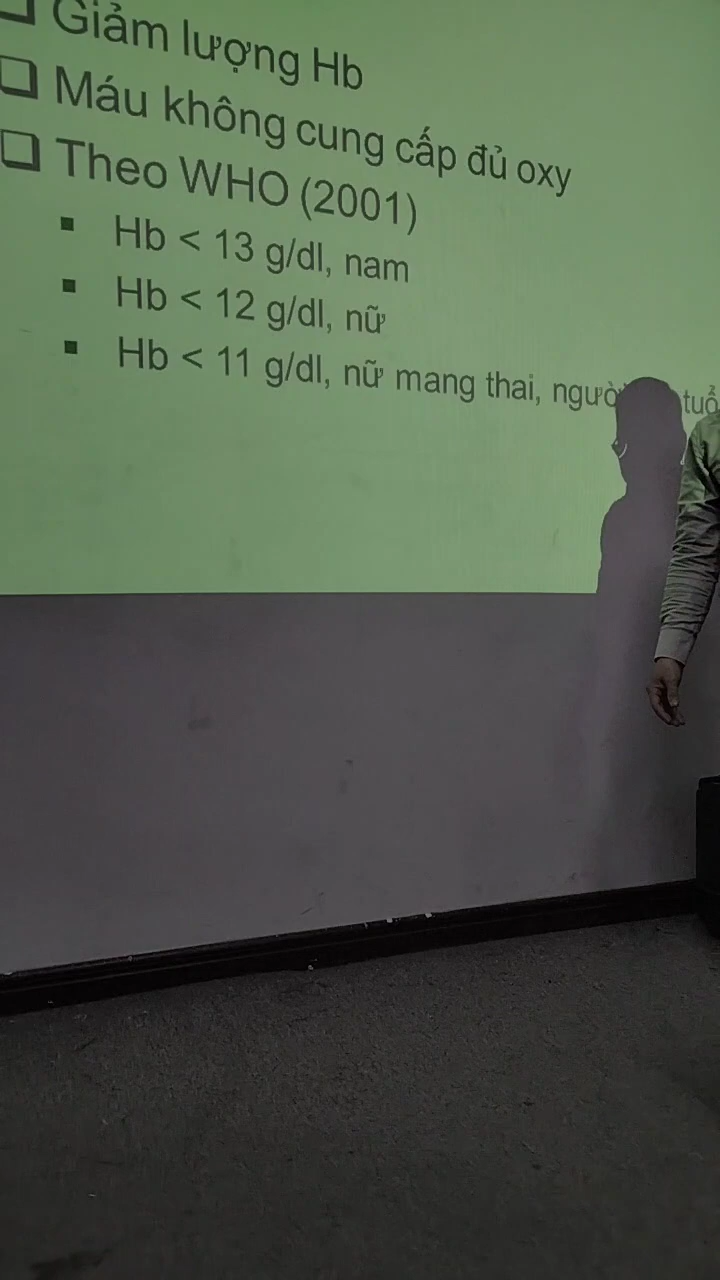 Giảm lượng Hb
Máu không cung cấp đủ oxy
Theo WHO (2001)
Hb < 13 g/dl, nam
Hb < 12 g/dl, nữ
Hb < 11 g/dl, nữ mang thai,